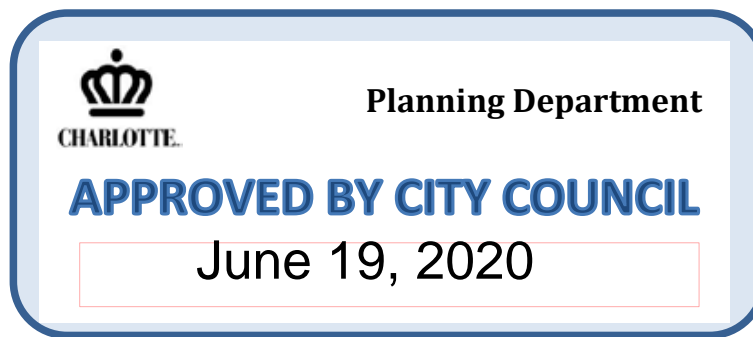 Planning Department
CHARLOTTE.
APPROVED BY CITY COUNCIL
June 19, 2020